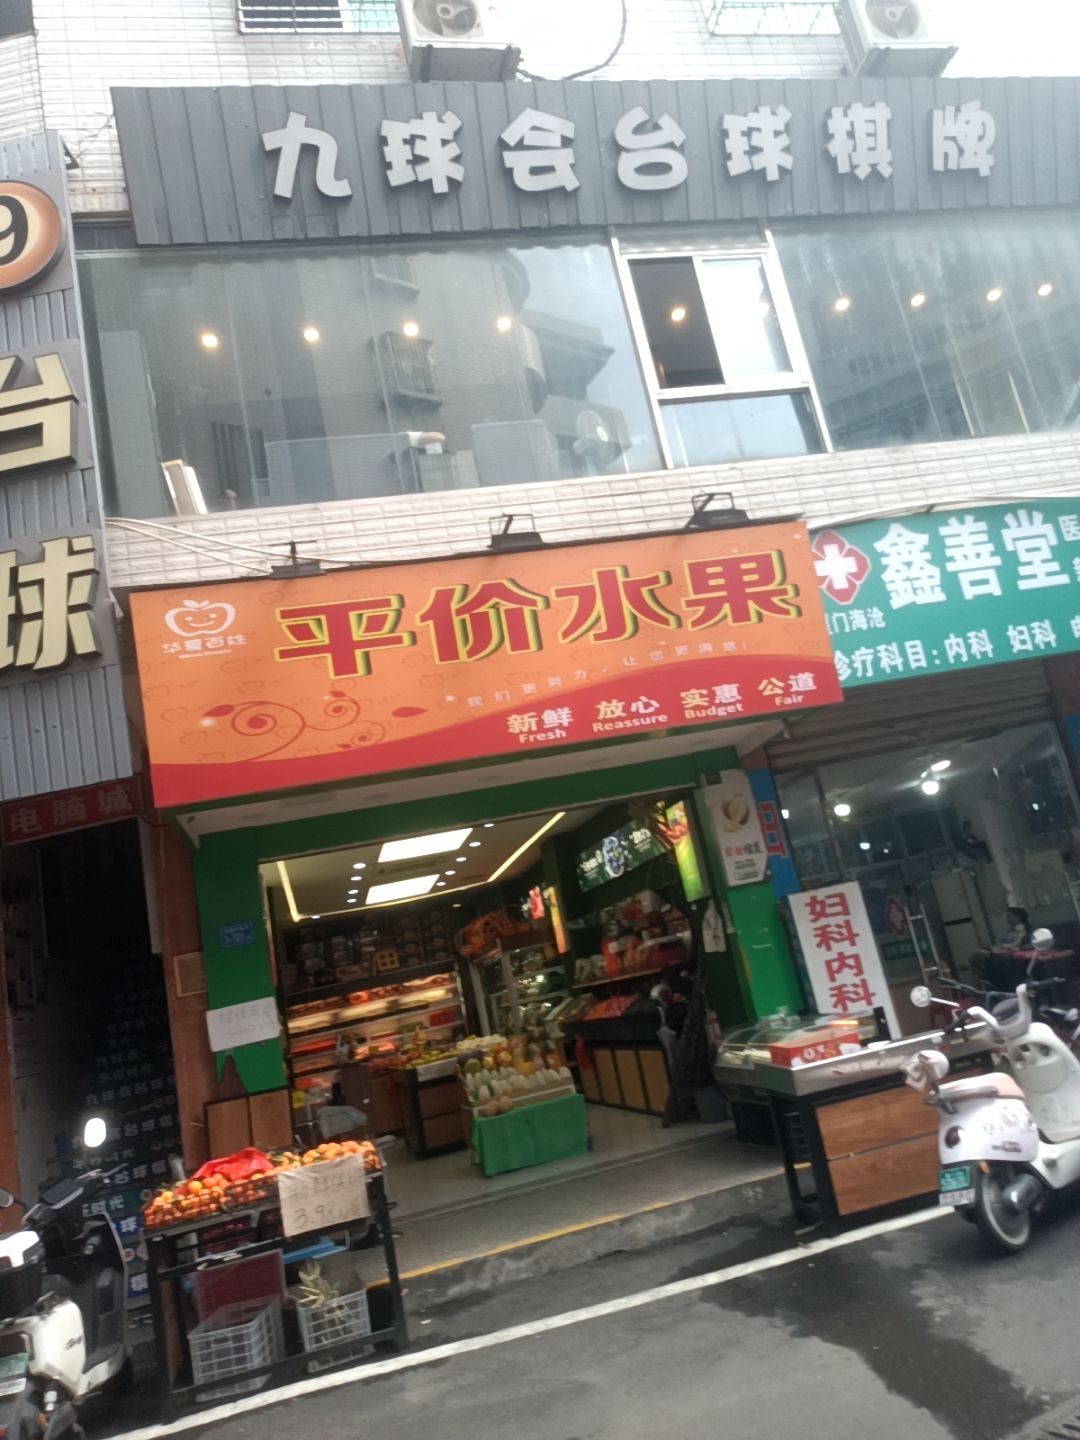 九球会台球棋牌
9
台
球
电脑城
华夏百炷
平价水果
我们更努力，让您更满意！
新鲜 放心 实惠 公道
Fresh Reassure Budget Fair
鑫善堂医
门海沧
诊疗科目:内科 妇科
妇科内科
3.98